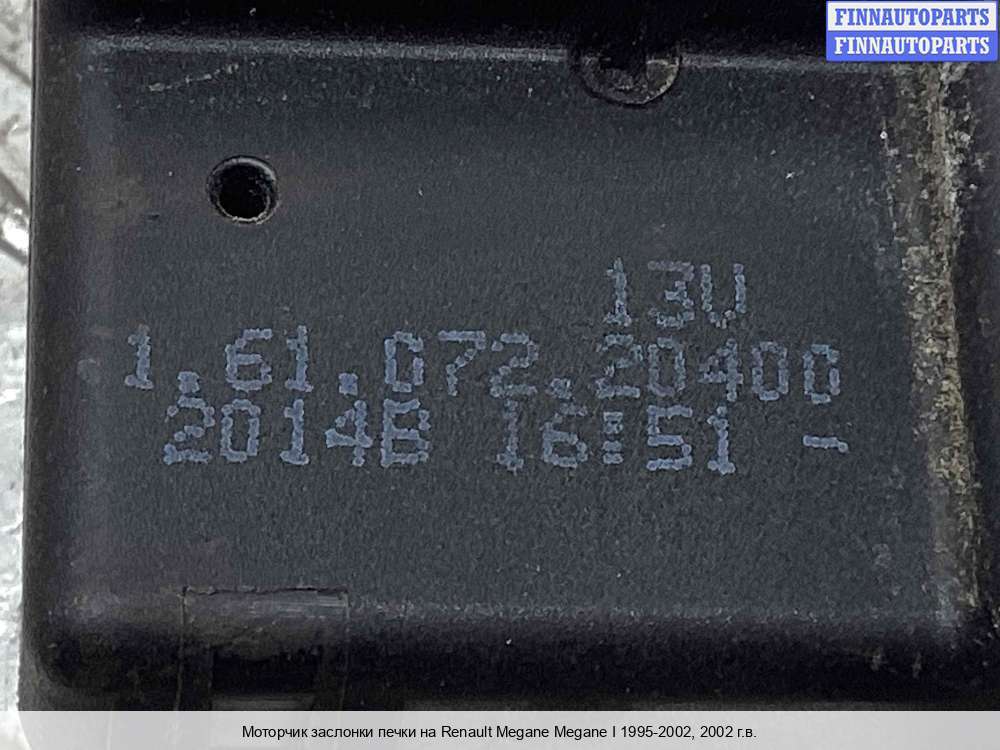 FINNAUTOPARTS
FINNAUTOPARTS
13V
1.61.072.20400
2014B 16:51 -
Моторчик заслонки печки на Renault Megane Megane I 1995-2002, 2002 г.в.